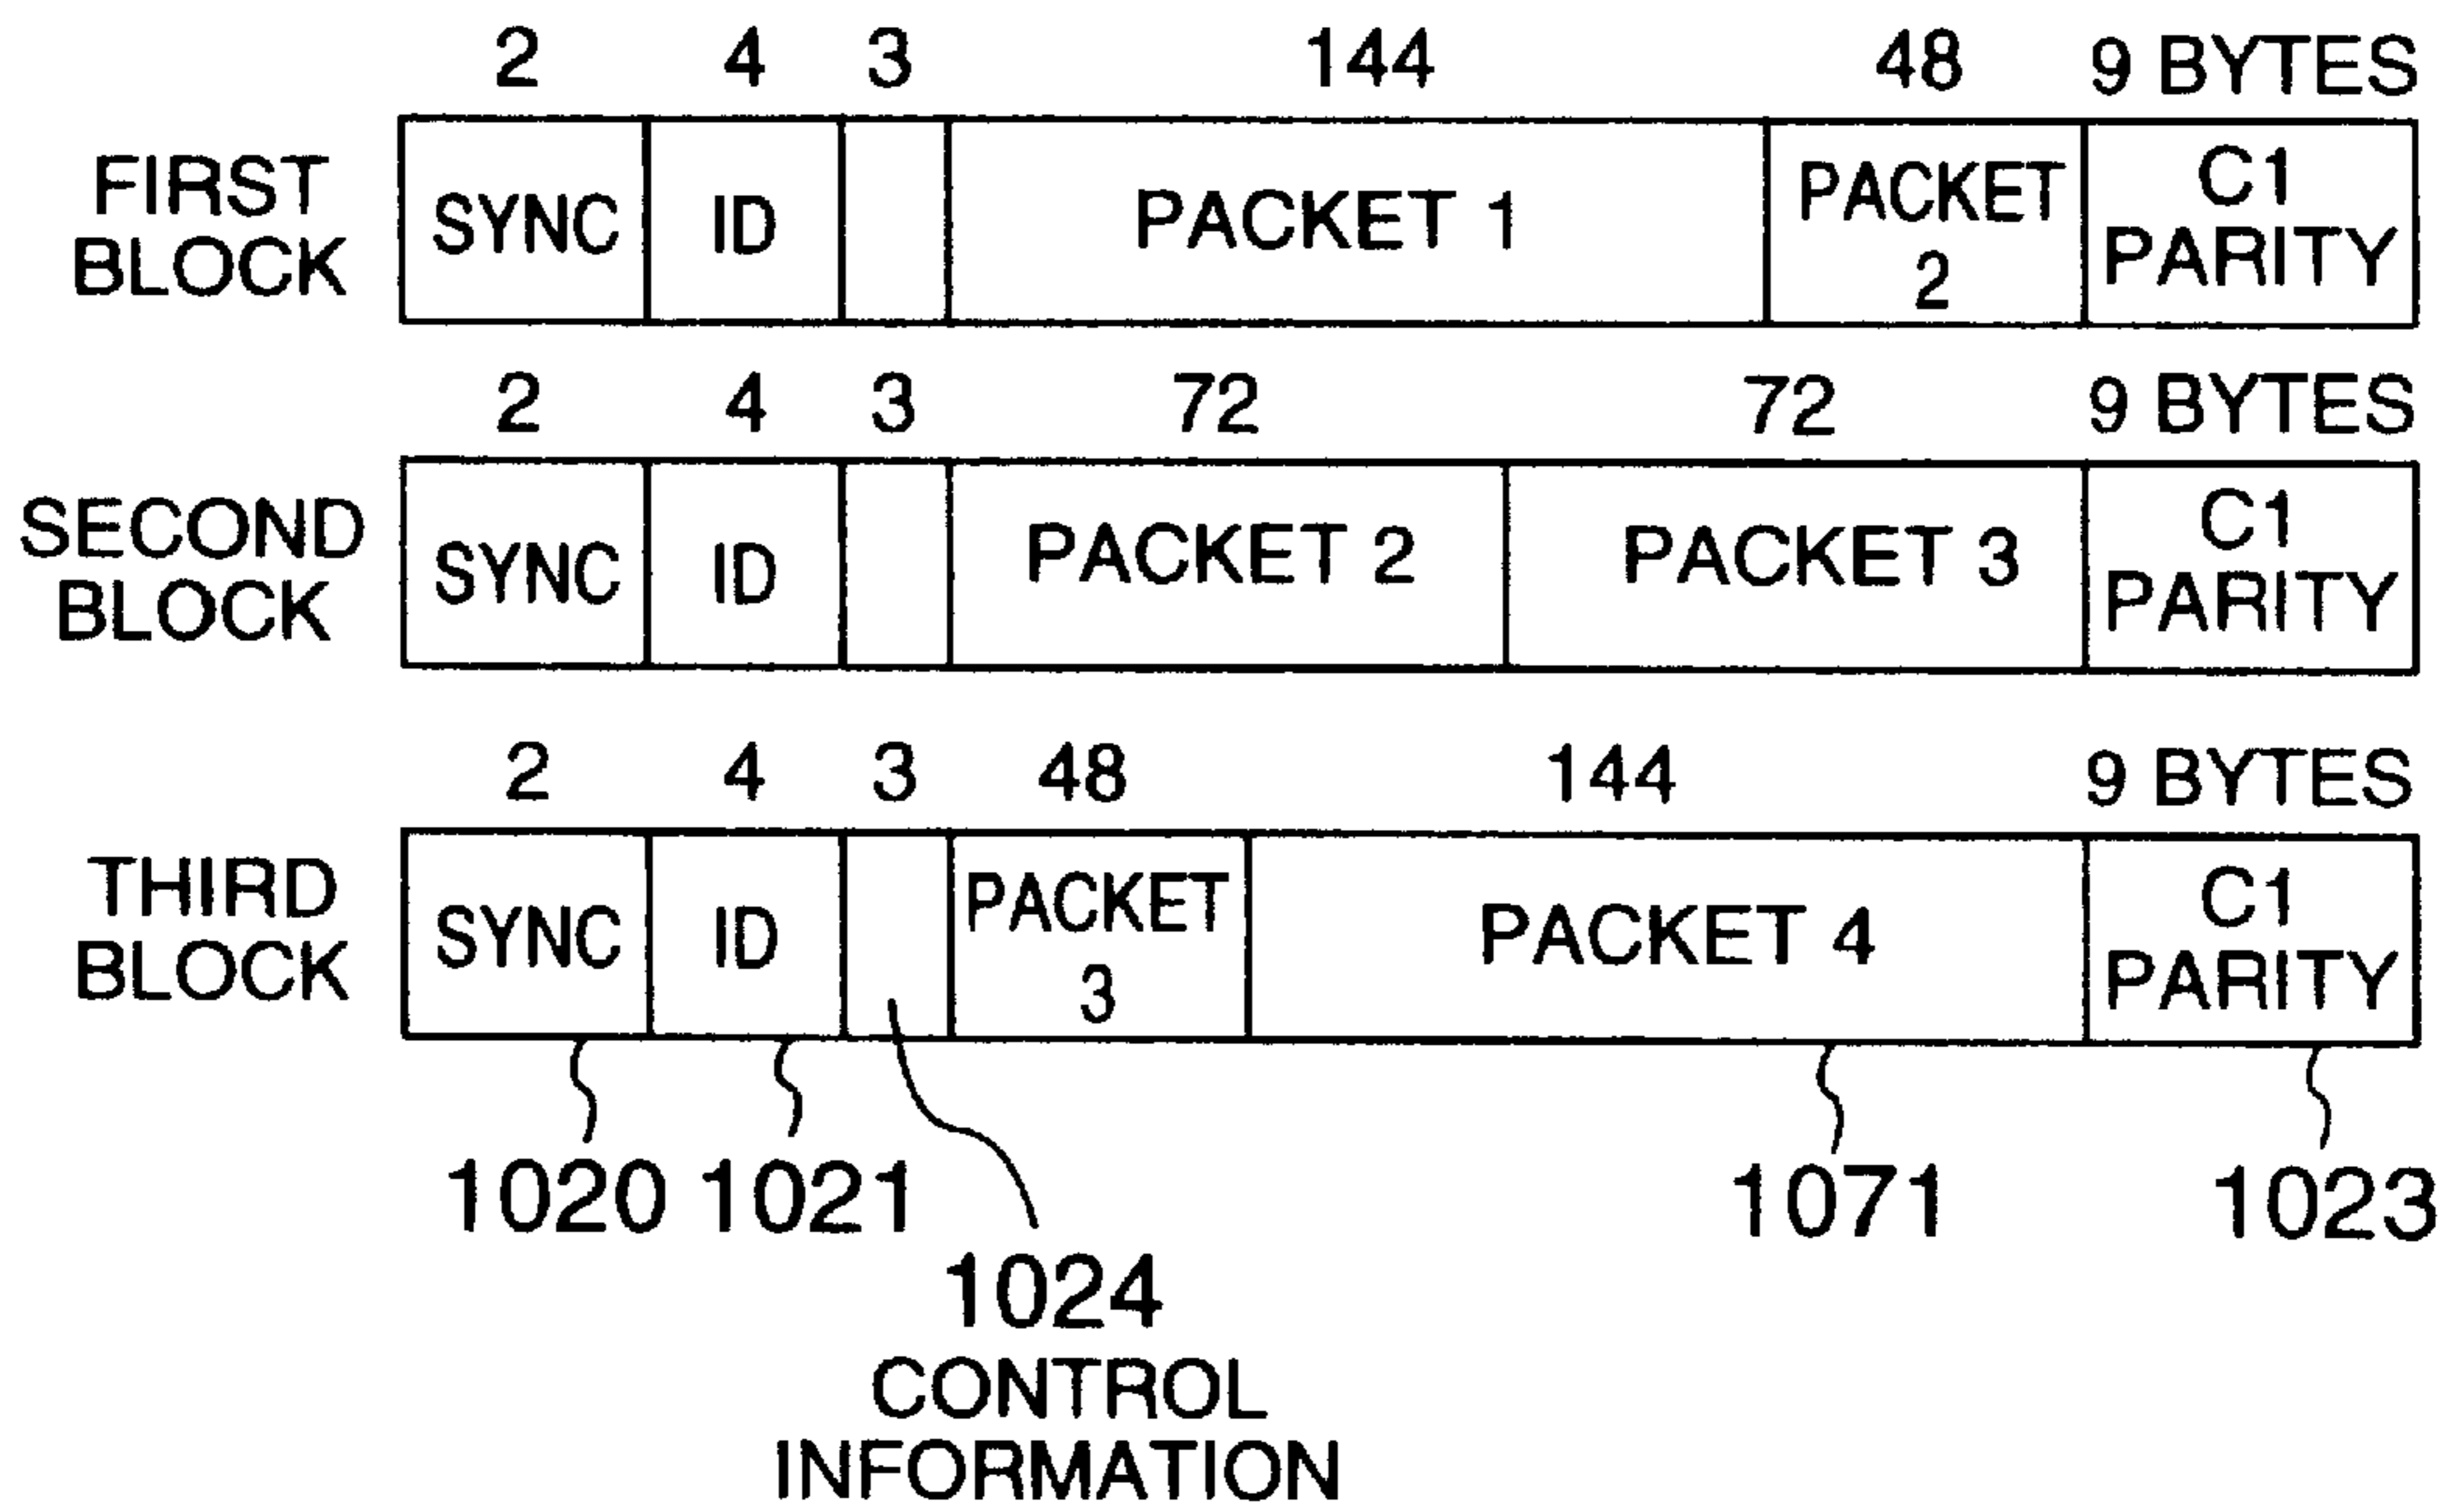 2 4 3 144 48 9 BYTES
FIRST BLOCK
SYNC ID PACKET 1 PACKET 2 C1 PARITY
2 4 3 72 72 9 BYTES
SECOND BLOCK
SYNC ID PACKET 2 PACKET 3 C1 PARITY
2 4 3 48 144 9 BYTES
THIRD BLOCK
SYNC ID PACKET 3 PACKET 4 C1 PARITY
1020 1021 1071 1023
1024
CONTROL
INFORMATION